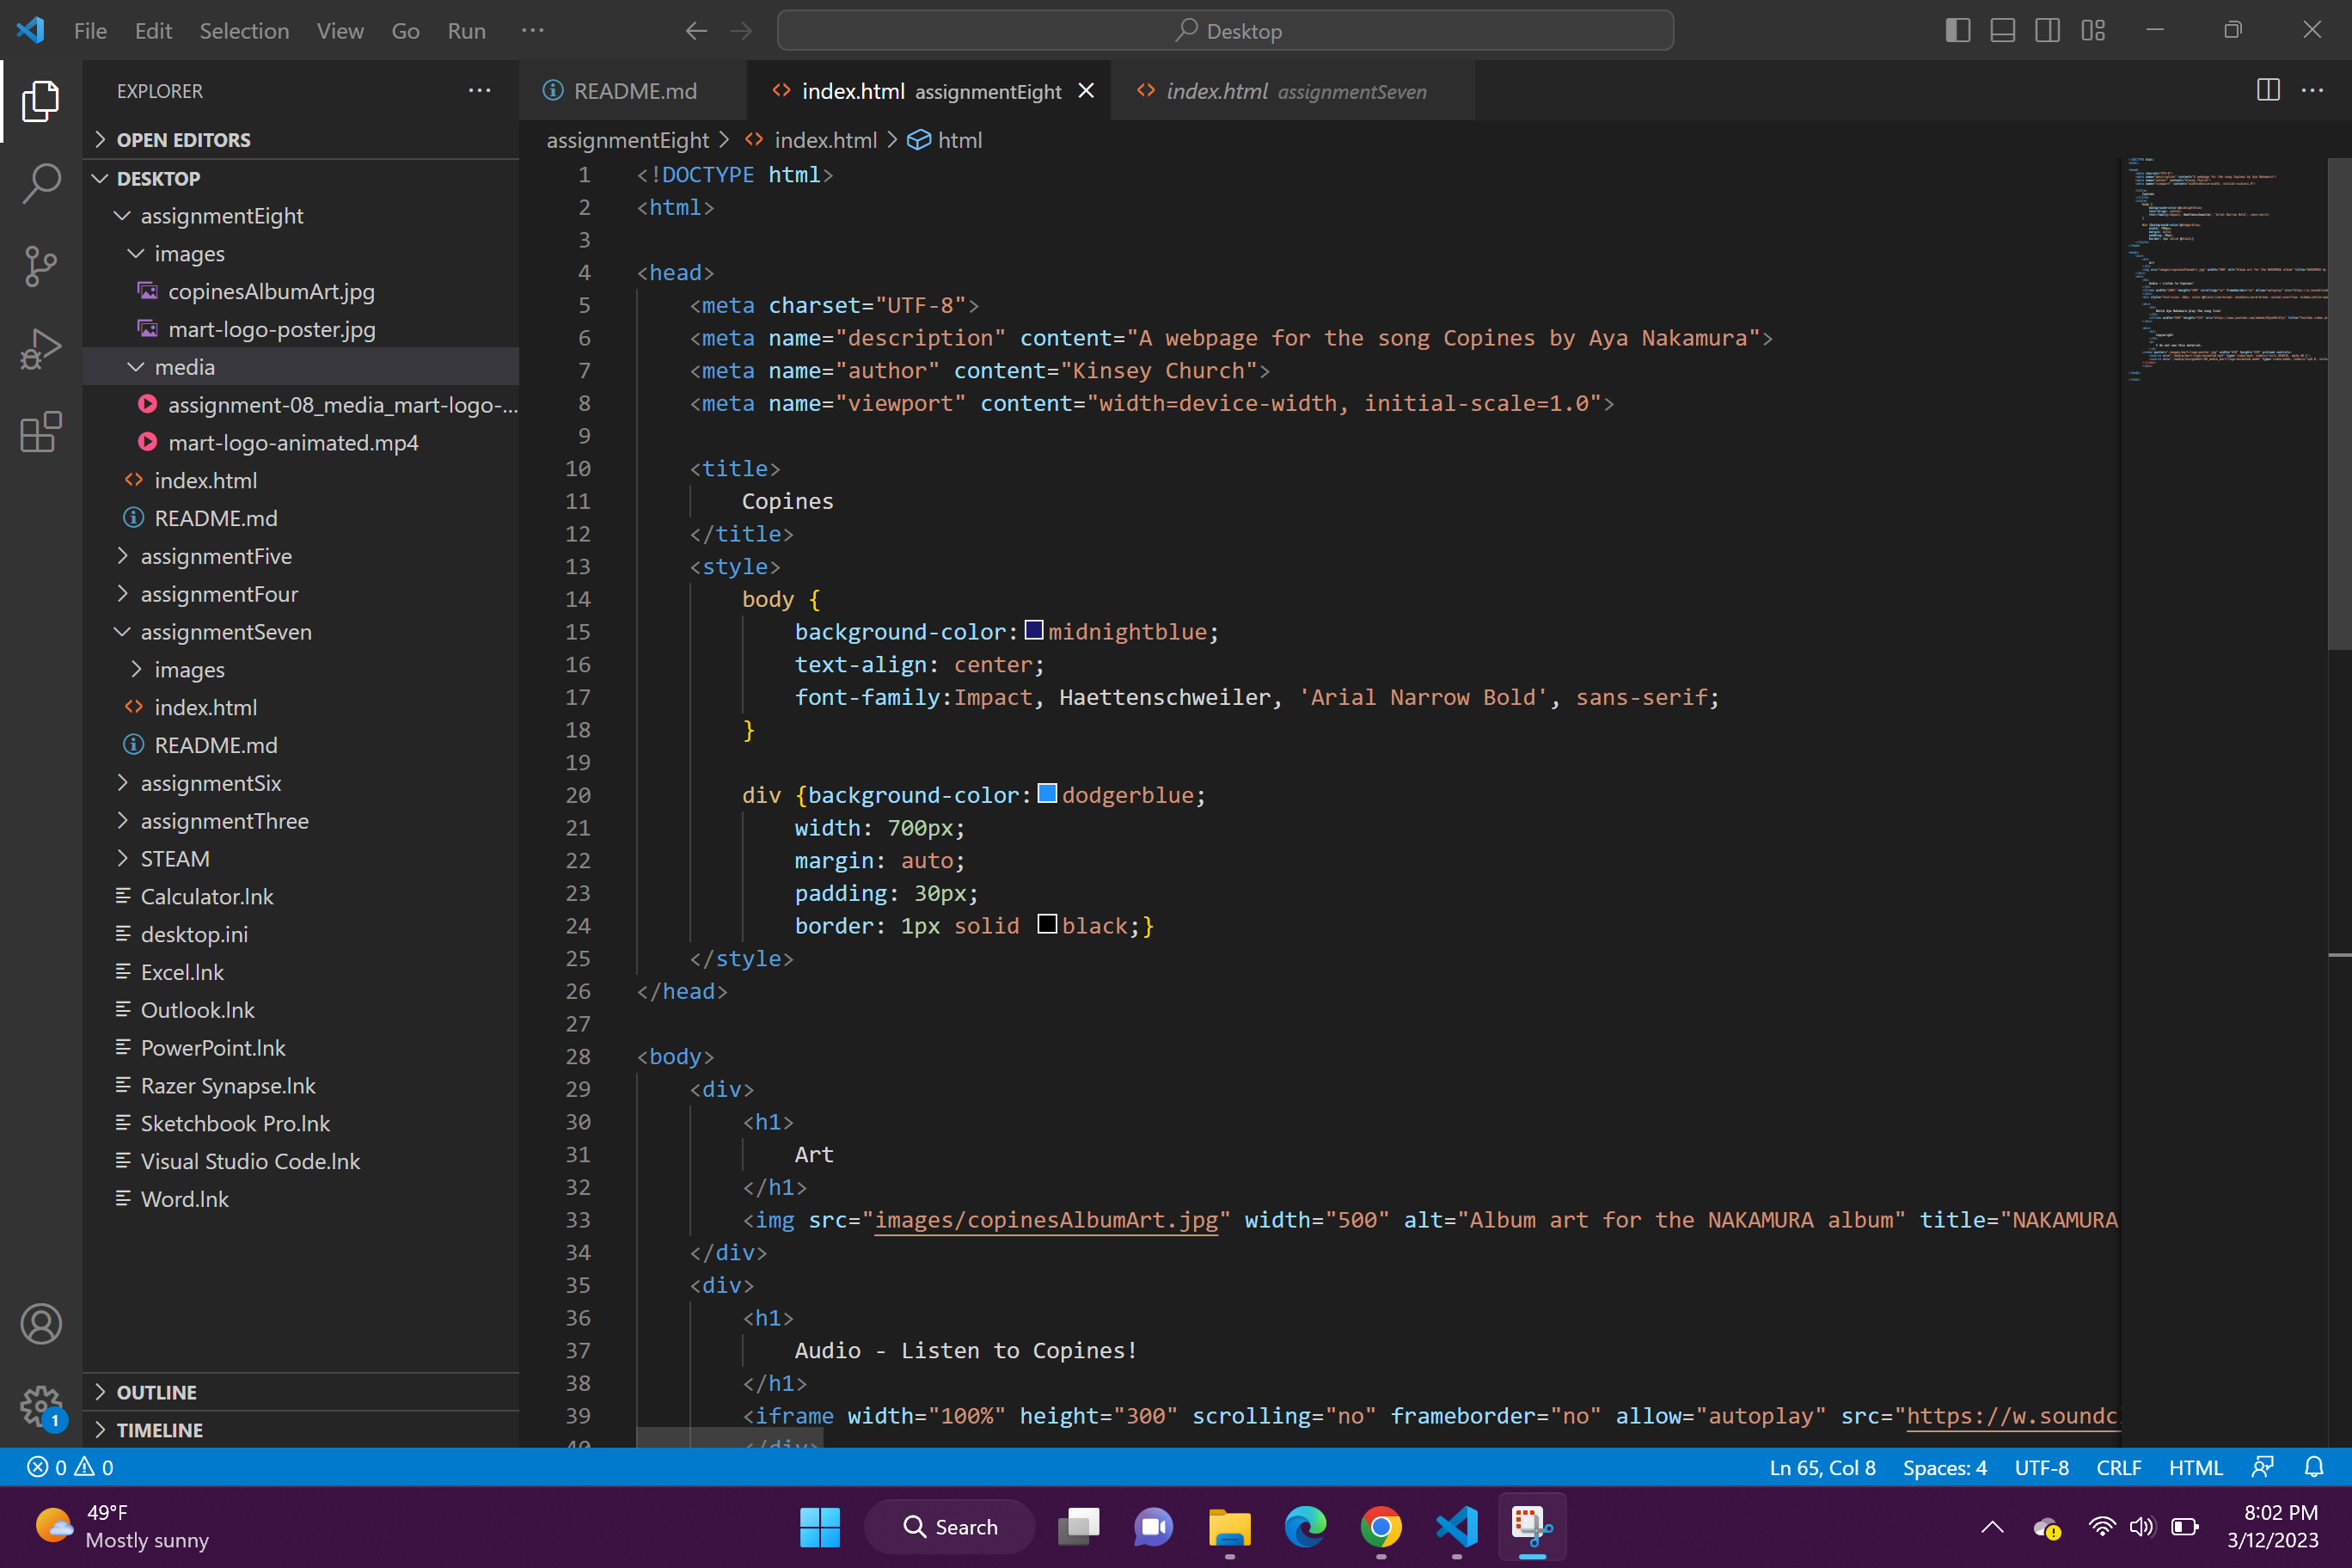 File Edit Selection View Go Run ··· Desktop
EXPLORER ···
README.md index.html assignmentEight index.html assignmentSeven
assignmentEight > index.html > html
OPEN EDITORS
DESKTOP
assignmentEight
images
copinesAlbumArt.jpg
mart-logo-poster.jpg
media
assignment-08_media_mart-logo-...
mart-logo-animated.mp4
index.html
README.md
assignmentFive
assignmentFour
assignmentSeven
images
index.html
README.md
assignmentSix
assignmentThree
STEAM
Calculator.lnk
desktop.ini
Excel.lnk
Outlook.lnk
PowerPoint.lnk
Razer Synapse.lnk
Sketchbook Pro.lnk
Visual Studio Code.lnk
Word.lnk
OUTLINE
TIMELINE
1 <!DOCTYPE html>
2 <html>
3
4 <head>
5 <meta charset="UTF-8">
6 <meta name="description" content="A webpage for the song Copines by Aya Nakamura">
7 <meta name="author" content="Kinsey Church">
8 <meta name="viewport" content="width=device-width, initial-scale=1.0">
9
10 <title>
11 Copines
12 </title>
13 <style>
14 body {
15 background-color: midnightblue;
16 text-align: center;
17 font-family:Impact, Haettenschweiler, 'Arial Narrow Bold', sans-serif;
18 }
19
20 div {background-color: dodgerblue;
21 width: 700px;
22 margin: auto;
23 padding: 30px;
24 border: 1px solid black;}
25 </style>
26 </head>
27
28 <body>
29 <div>
30 <h1>
31 Art
32 </h1>
33 <img src="images/copinesAlbumArt.jpg" width="500" alt="Album art for the NAKAMURA album" title="NAKAMURA
34 </div>
35 <div>
36 <h1>
37 Audio - Listen to Copines!
38 </h1>
39 <iframe width="100%" height="300" scrolling="no" frameborder="no" allow="autoplay" src="https://w.soundc
40 </div>
1
0 0 Ln 65, Col 8 Spaces: 4 UTF-8 CRLF HTML
49°F
Mostly sunny
Search
8:02 PM
3/12/2023